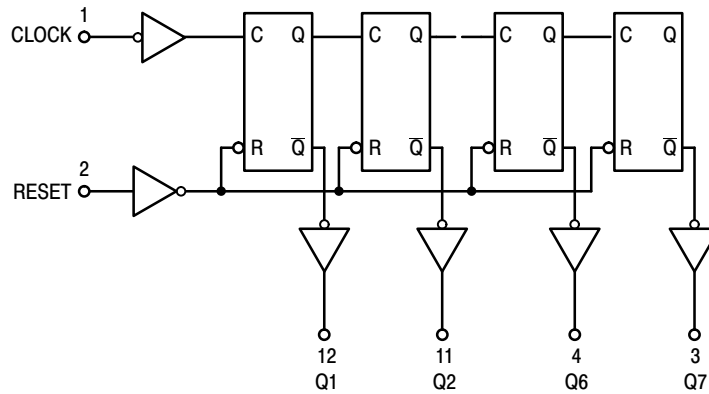 1
CLOCK
C Q C Q C Q C Q
R Q̅ R Q̅ R Q̅ R Q̅
2
RESET
12 11 4 3
Q1 Q2 Q6 Q7